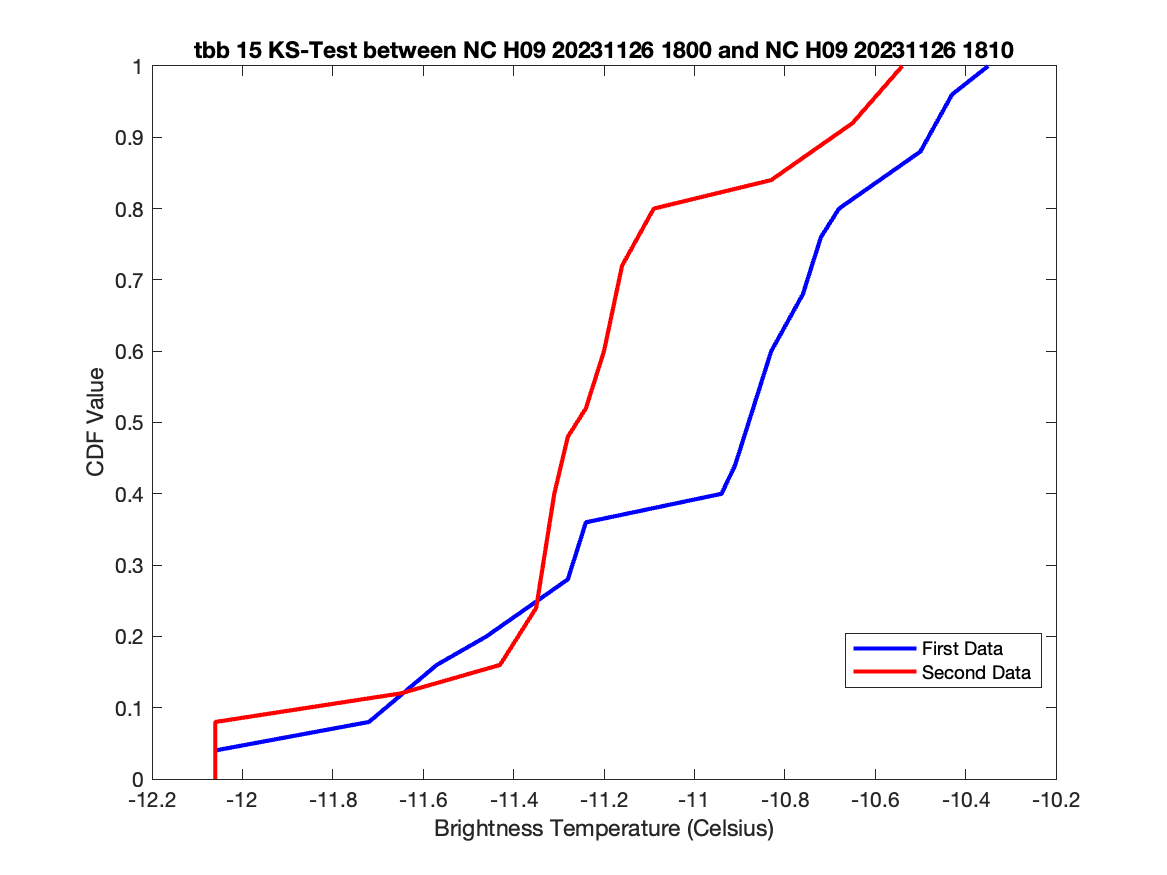 tbb 15 KS-Test between NC H09 20231126 1800 and NC H09 20231126 1810
1
0.9
0.8
0.7
0.6
0.5
0.4
0.3
0.2
0.1
0
CDF Value
First Data
Second Data
-12.2 -12 -11.8 -11.6 -11.4 -11.2 -11 -10.8 -10.6 -10.4 -10.2
Brightness Temperature (Celsius)